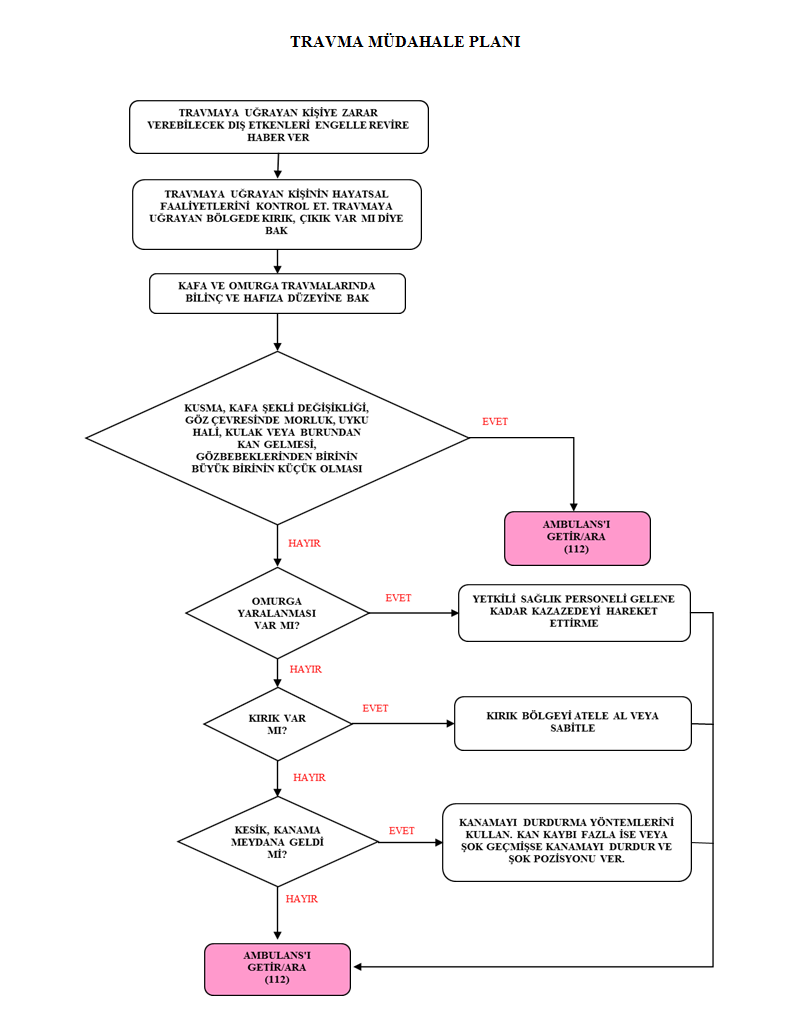 TRAVMA MÜDAHALE PLANI
TRAVMAYA UĞRAYAN KİŞİYE ZARAR
VEREBİLECEK DIŞ ETKENLERİ ENGELLE REVİRE
HABER VER
TRAVMAYA UĞRAYAN KİŞİNİN HAYATSAL
FAALİYETLERİNİ KONTROL ET. TRAVMAYA
UĞRAYAN BÖLGEDE KIRIK, ÇIKIK VAR MI DİYE
BAK
KAFA VE OMURGA TRAVMALARINDA
BİLİNÇ VE HAFIZA DÜZEYİNE BAK
KUSMA, KAFA ŞEKLİ DEĞİŞİKLİĞİ,
GÖZ ÇEVRESİNDE MORLUK, UYKU
HALİ, KULAK VEYA BURUNDAN
KAN GELMESİ,
GÖZBEBEKLERİNDEN BİRİNİN
BÜYÜK BİRİNİN KÜÇÜK OLMASI
EVET
AMBULANS'I
GETİR/ARA
(112)
HAYIR
OMURGA
YARALANMASI
VAR MI?
EVET
YETKİLİ SAĞLIK PERSONELİ GELENE
KADAR KAZAZEDEYİ HAREKET
ETTİRME
HAYIR
KIRIK VAR
MI?
EVET
KIRIK BÖLGEYİ ATELE AL VEYA
SABİTLE
HAYIR
KESİK, KANAMA
MEYDANA GELDİ
Mİ?
EVET
KANAMAYI DURDURMA YÖNTEMLERİNİ
KULLAN. KAN KAYBI FAZLA İSE VEYA
ŞOK GEÇMİŞSE KANAMAYI DURDUR VE
ŞOK POZİSYONU VER.
HAYIR
AMBULANS'I
GETİR/ARA
(112)